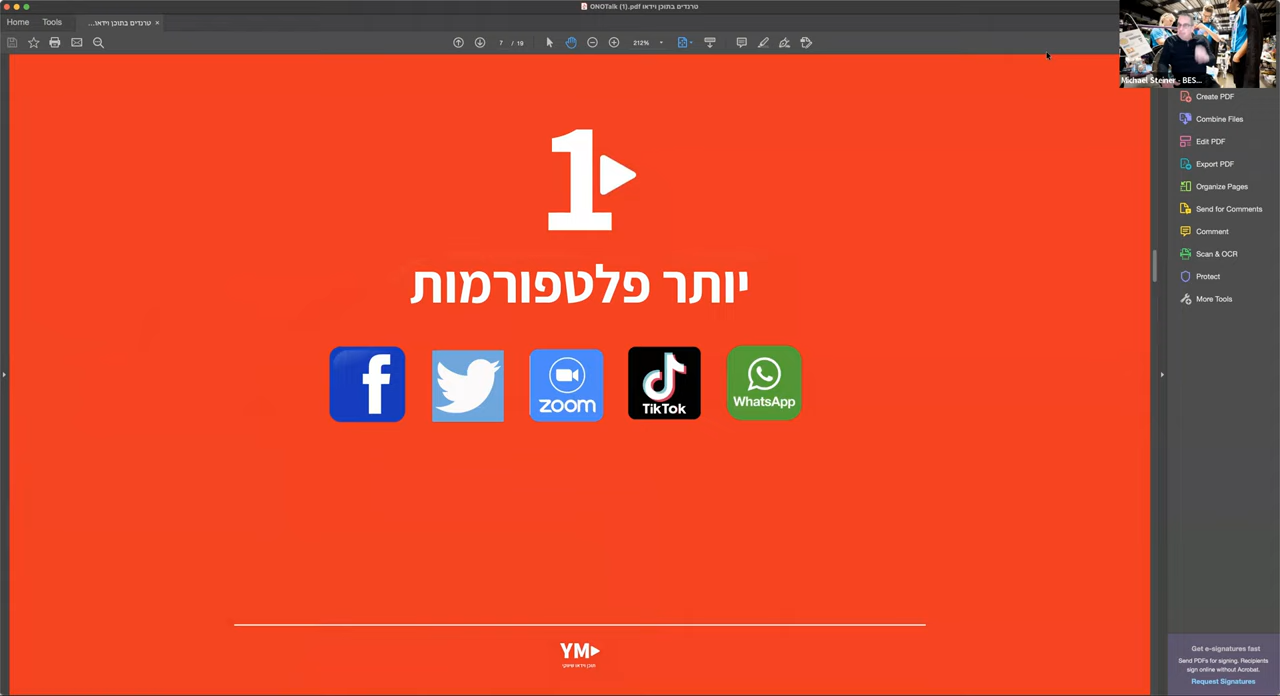 ONOTalk (1).pdf טרנדים בתוכן וידאו
Home
Tools
טרנדים בתוכן וידאו...
7 / 19
212%
Michael Steiner - BES...
Create PDF
Combine Files
Edit PDF
Export PDF
Organize Pages
Send for Comments
Comment
Scan & OCR
Protect
More Tools
1
יותר פלטפורמות
f
zoom
TikTok
WhatsApp
YM
תוכן וידאו שיווקי
Get e-signatures fast
Send PDFs for signing. Recipients
sign online without Acrobat.
Request Signatures